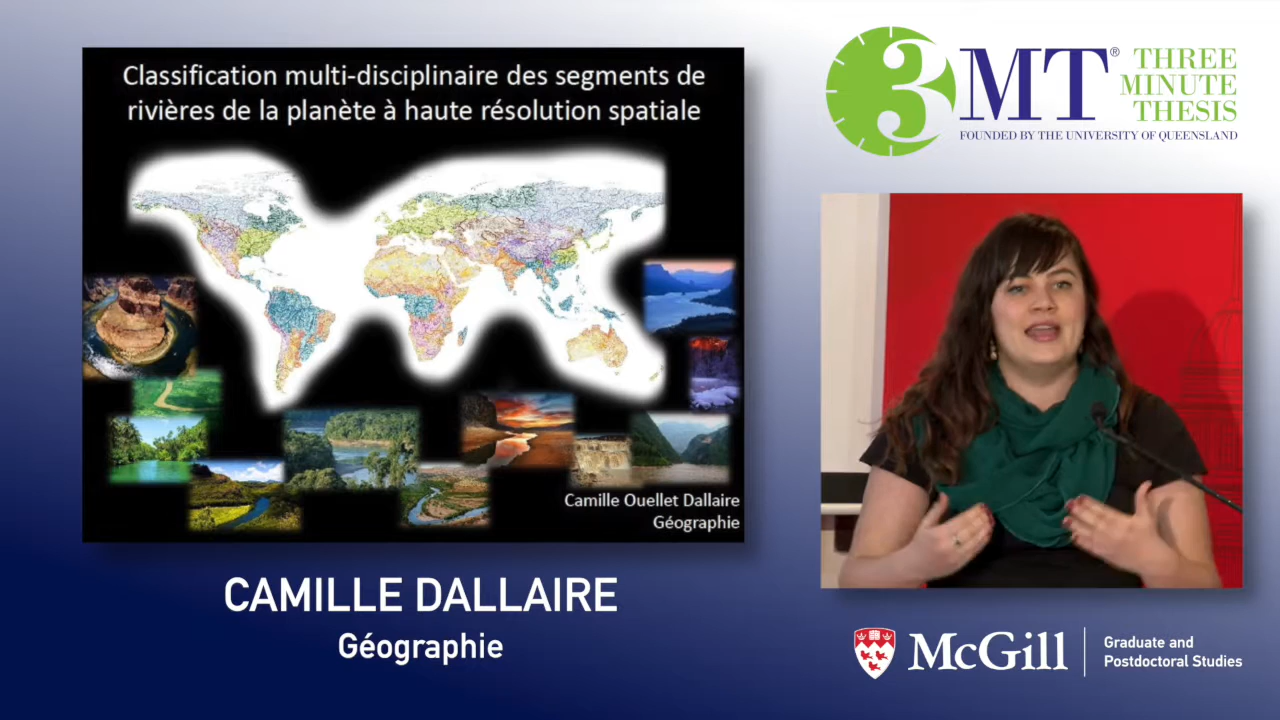 Classification multi-disciplinaire des segments de
rivières de la planète à haute résolution spatiale
Camille Ouellet Dallaire
Géographie
CAMILLE DALLAIRE
Géographie
3MT® THREE
MINUTE
THESIS
FOUNDED BY THE UNIVERSITY OF QUEENSLAND
McGill
Graduate and
Postdoctoral Studies